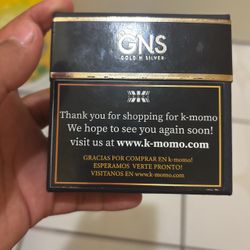 GNS
GOLD N SILVER
Thank you for shopping for k-momo
We hope to see you again soon!
visit us at www.k-momo.com
GRACIAS POR COMPRAR EN k-momo!
ESPERAMOS VERTE PRONTO!
VISITANOS EN www.k-momo.com